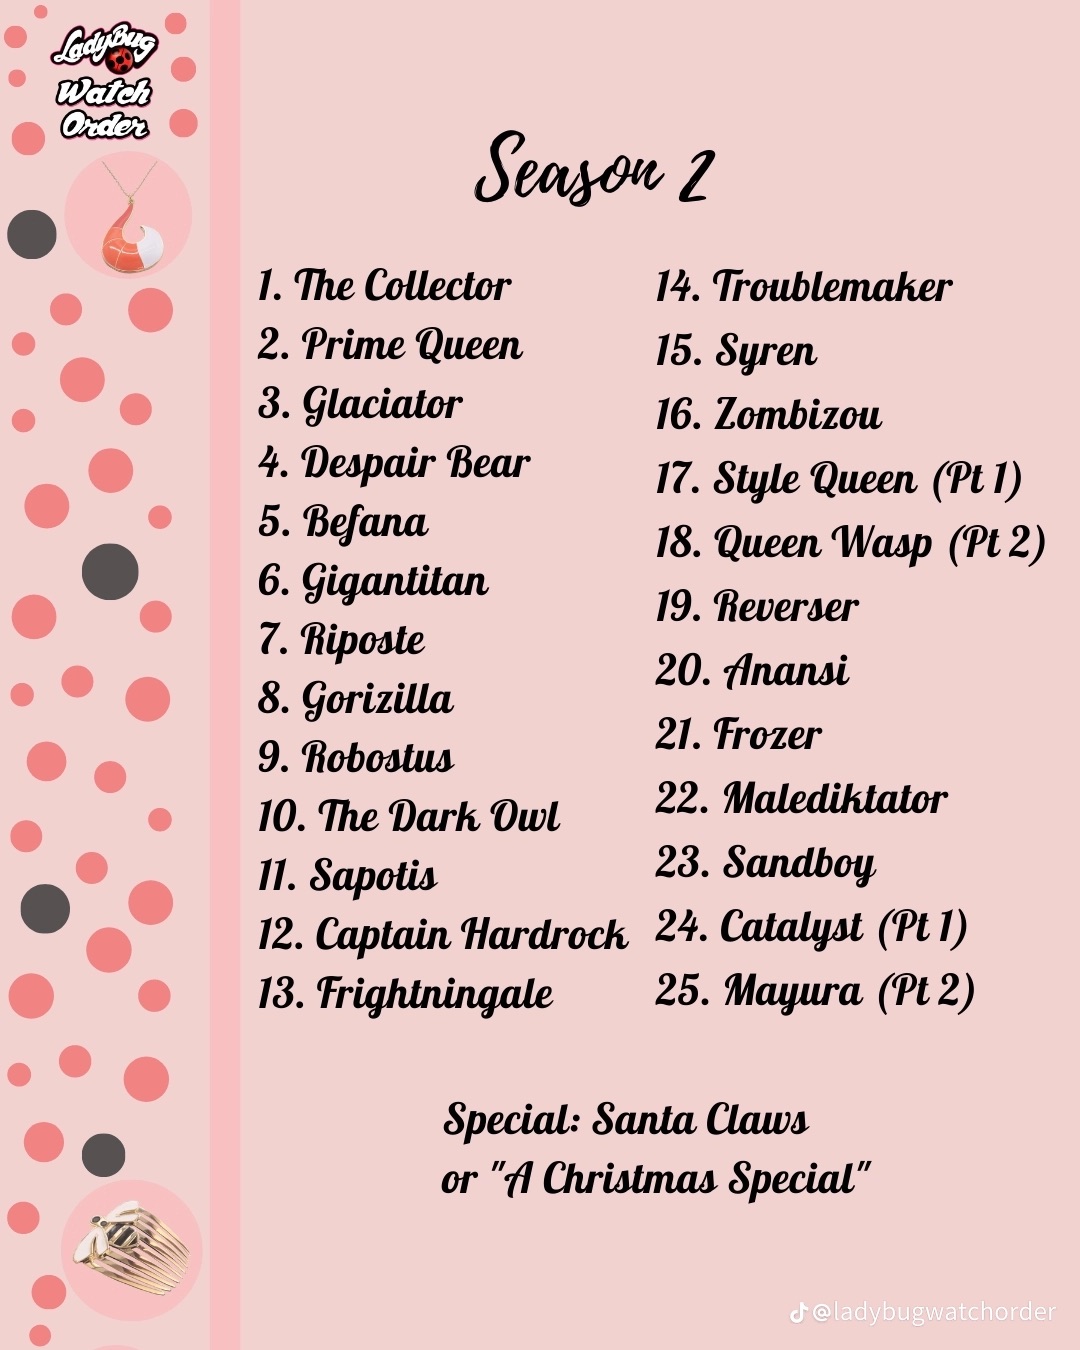 LadyBug
Watch
Order
Season 2
1. The Collector
2. Prime Queen
3. Glaciator
4. Despair Bear
5. Befana
6. Gigantitan
7. Riposte
8. Gorizilla
9. Robostus
10. The Dark Owl
11. Sapotis
12. Captain Hardrock
13. Frightningale
14. Troublemaker
15. Syren
16. Zombizou
17. Style Queen (Pt 1)
18. Queen Wasp (Pt 2)
19. Reverser
20. Anansi
21. Frozer
22. Malediktator
23. Sandboy
24. Catalyst (Pt 1)
25. Mayura (Pt 2)
Special: Santa Claws
or "A Christmas Special"
@ladybugwatchorder